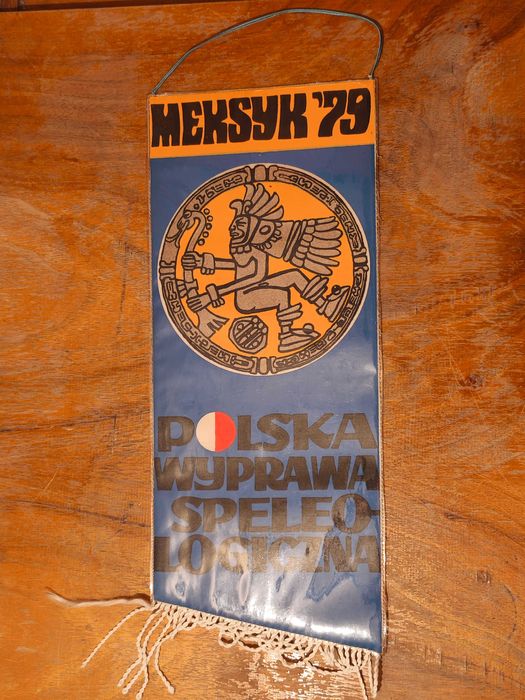 MEKSYK '79
POLSKA
WYPRAWA
SPELEO-
LOGICZNA